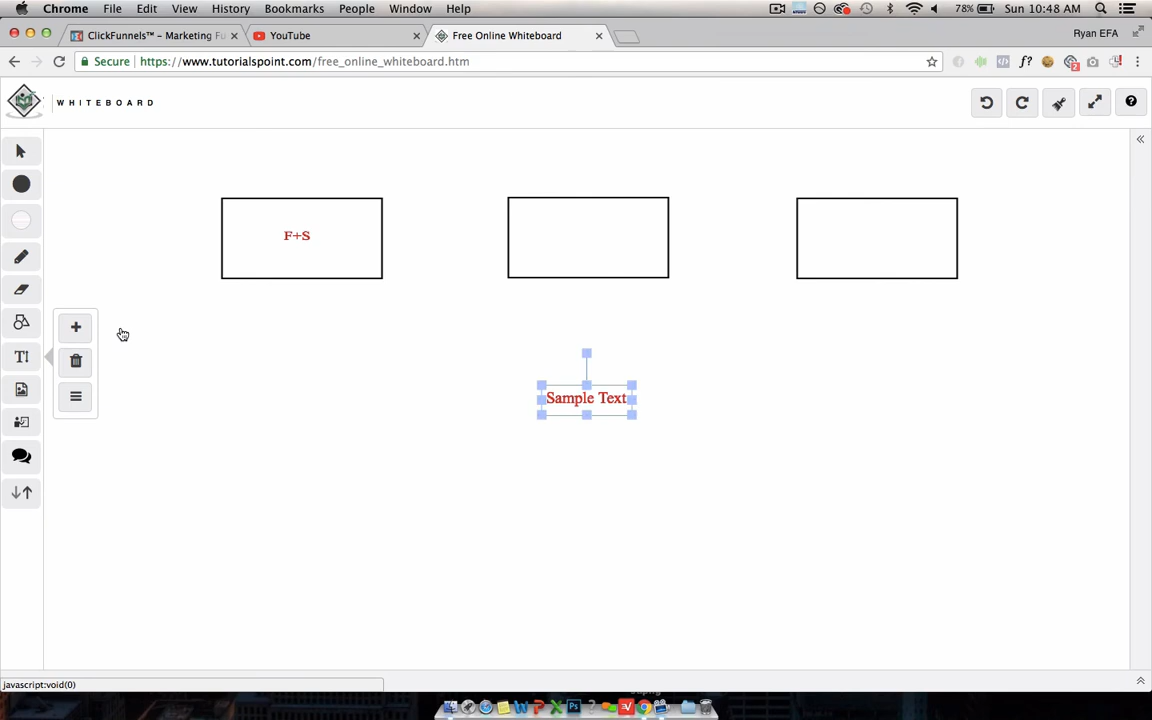 Chrome File Edit View History Bookmarks People Window Help 78% Sun 10:48 AM
ClickFunnels™ – Marketing Fu YouTube Free Online Whiteboard Ryan EFA
Secure https://www.tutorialspoint.com/free_online_whiteboard.htm
WHITEBOARD
F+S
Sample Text
javascript:void(0)